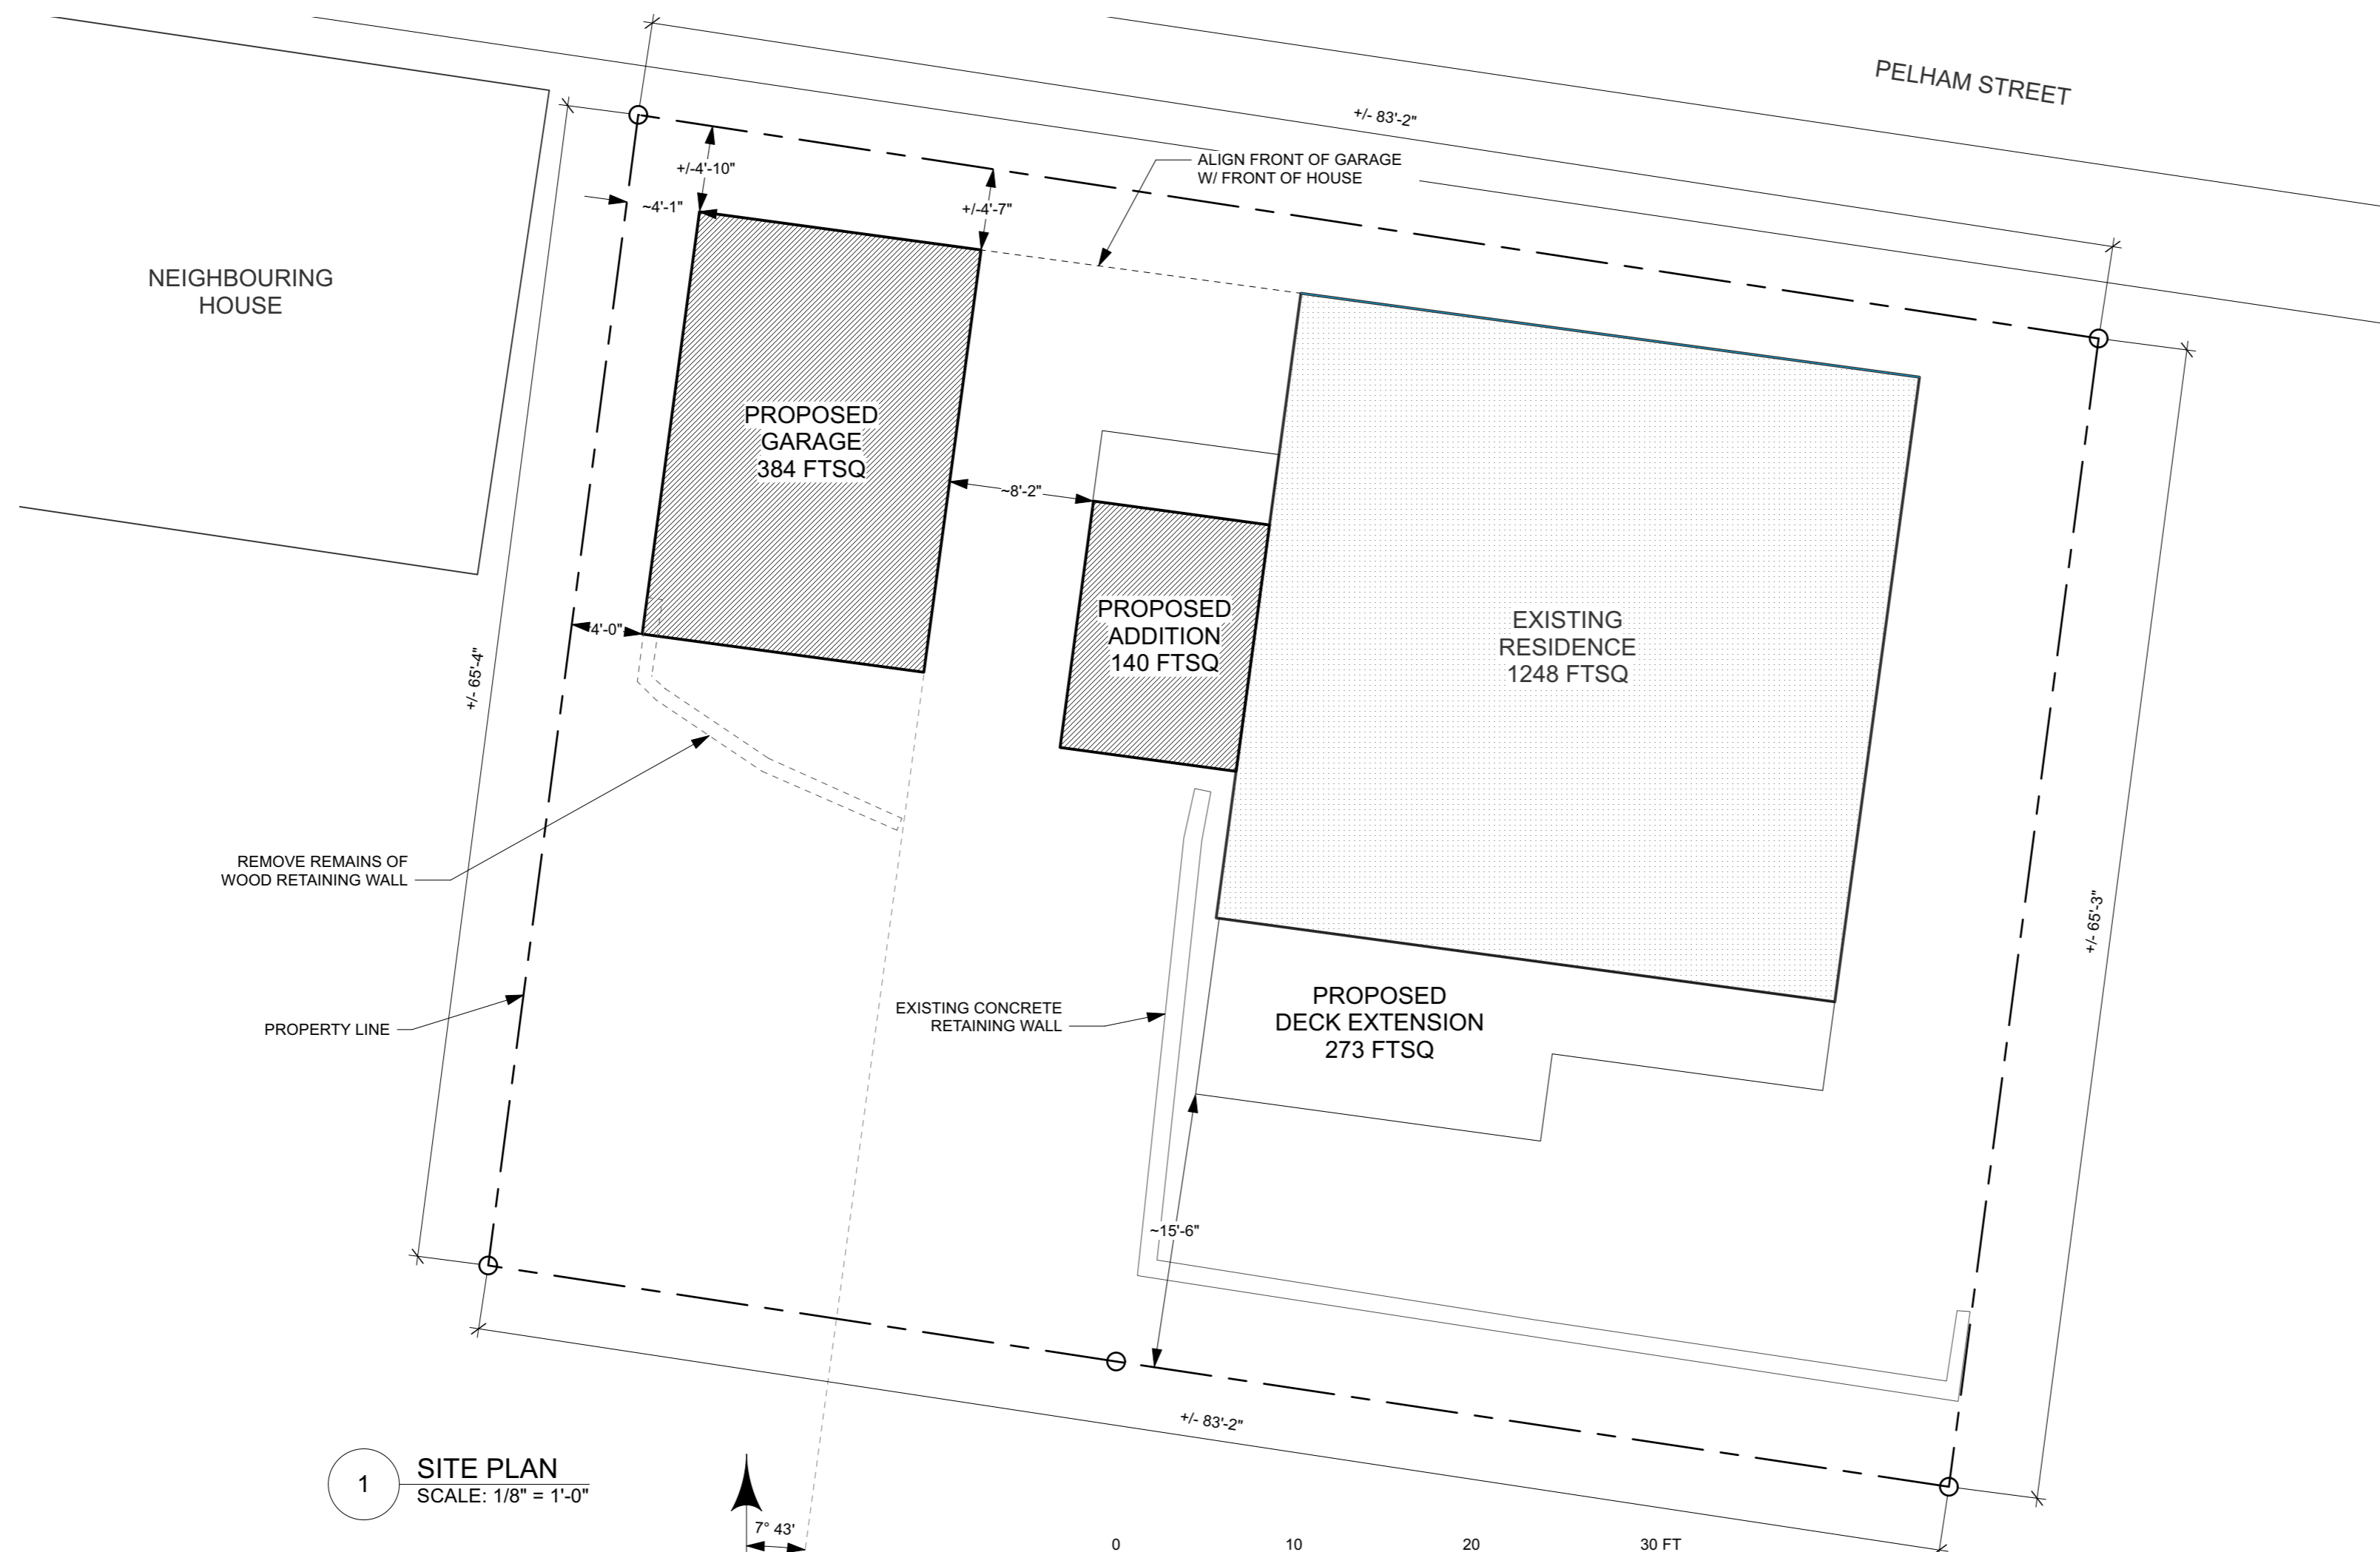 PELHAM STREET
+/- 83'-2"
ALIGN FRONT OF GARAGE
W/ FRONT OF HOUSE
+/-4'-10"
~4'-1"
+/-4'-7"
NEIGHBOURING
HOUSE
PROPOSED
GARAGE
384 FTSQ
~8'-2"
PROPOSED
ADDITION
140 FTSQ
EXISTING
RESIDENCE
1248 FTSQ
4'-0"
+/- 65'-4"
REMOVE REMAINS OF
WOOD RETAINING WALL
+/- 65'-3"
PROPERTY LINE
EXISTING CONCRETE
RETAINING WALL
PROPOSED
DECK EXTENSION
273 FTSQ
~15'-6"
+/- 83'-2"
1
SITE PLAN
SCALE: 1/8" = 1'-0"
7° 43'
0 10 20 30 FT